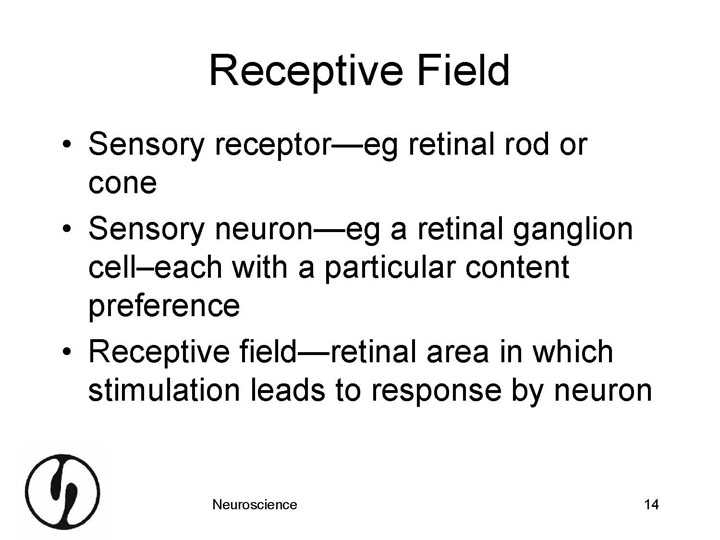 Receptive Field
• Sensory receptor—eg retinal rod or
cone
• Sensory neuron—eg a retinal ganglion
cell–each with a particular content
preference
• Receptive field—retinal area in which
stimulation leads to response by neuron
Neuroscience
14